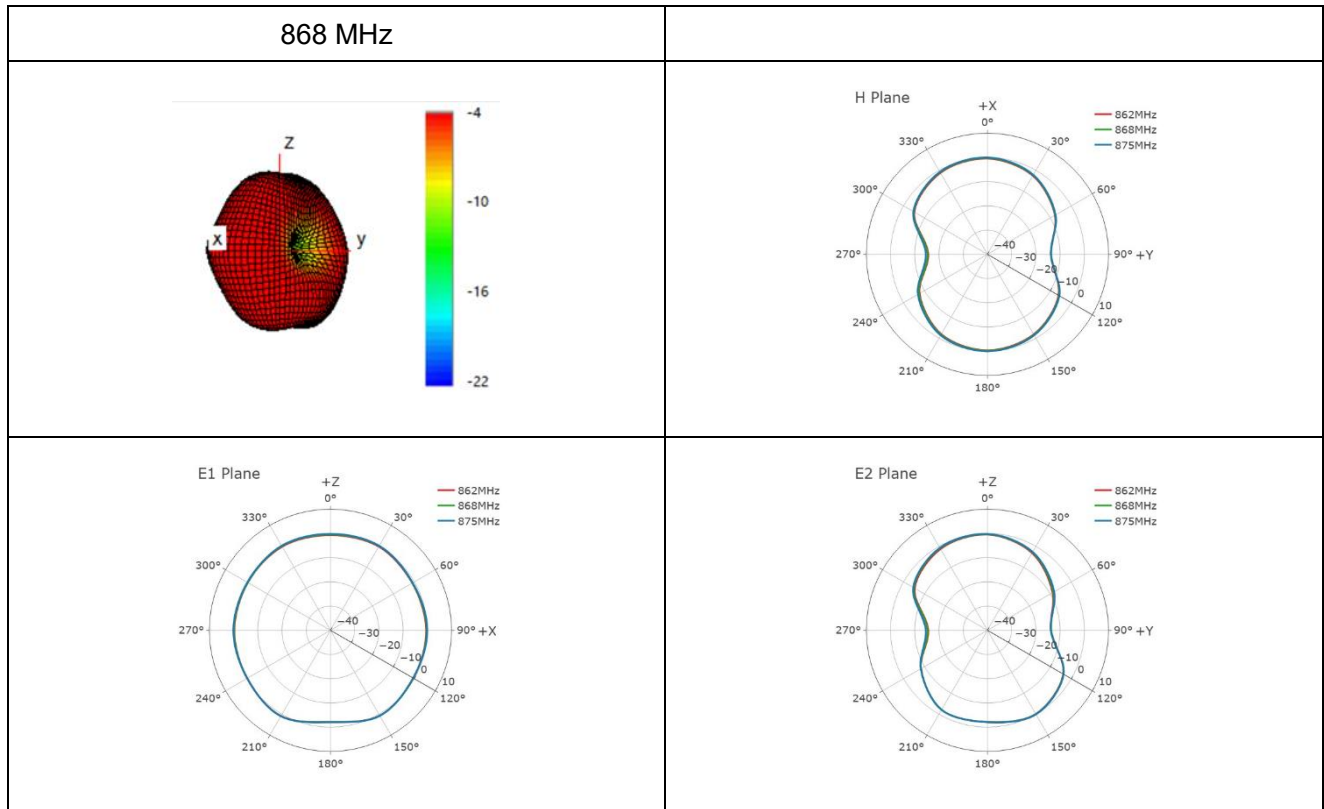 868 MHz
-4
-10
-16
-22
Z
x
y
H Plane
+X
0°
862MHz
868MHz
875MHz
330°
30°
300°
60°
270°
90° +Y
−40
−30
−20
−10
0
10
240°
120°
210°
150°
180°
E1 Plane
+Z
0°
862MHz
868MHz
875MHz
330°
30°
300°
60°
270°
90° +X
−40
−30
−20
−10
0
10
240°
120°
210°
150°
180°
E2 Plane
+Z
0°
862MHz
868MHz
875MHz
330°
30°
300°
60°
270°
90° +Y
−40
−30
−20
−10
0
10
240°
120°
210°
150°
180°